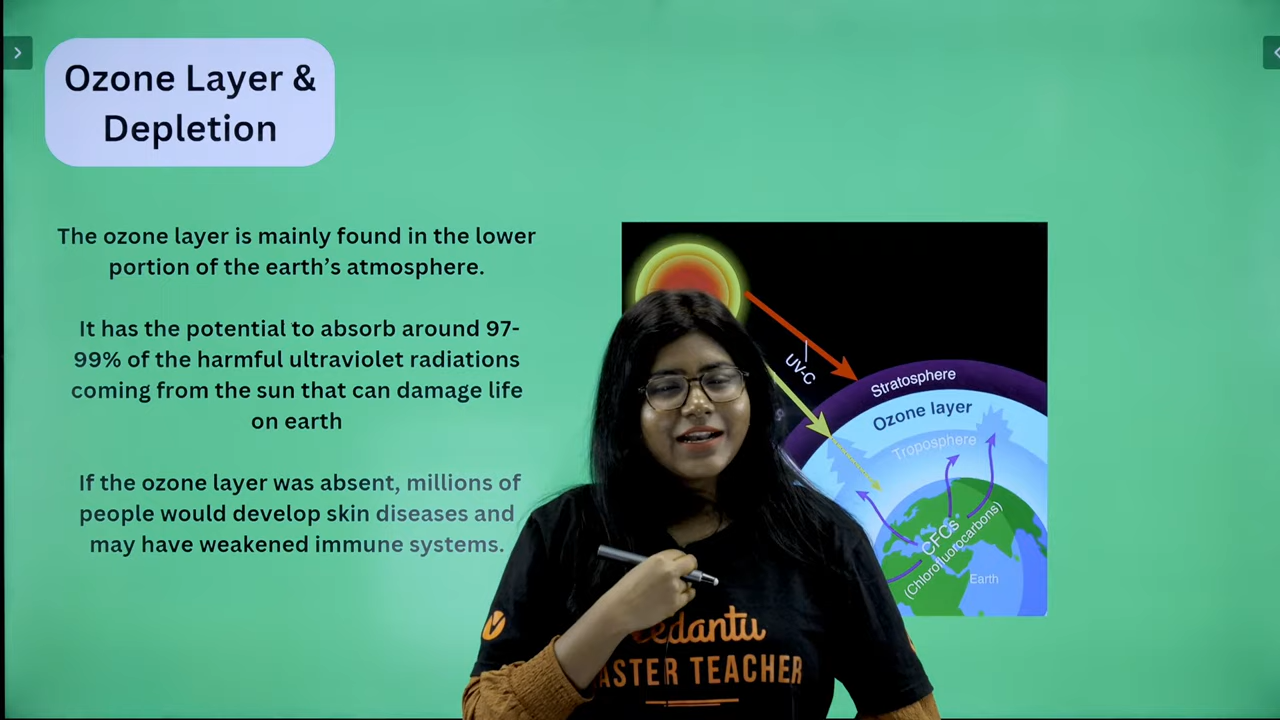 Ozone Layer &
Depletion
The ozone layer is mainly found in the lower
portion of the earth’s atmosphere.
It has the potential to absorb around 97-
99% of the harmful ultraviolet radiations
coming from the sun that can damage life
on earth
If the ozone layer was absent, millions of
people would develop skin diseases and
may have weakened immune systems.
UV-C
Stratosphere
Ozone layer
Troposphere
CFCs
(Chlorofluorocarbons)
Earth
edantu
ASTER TEACHER